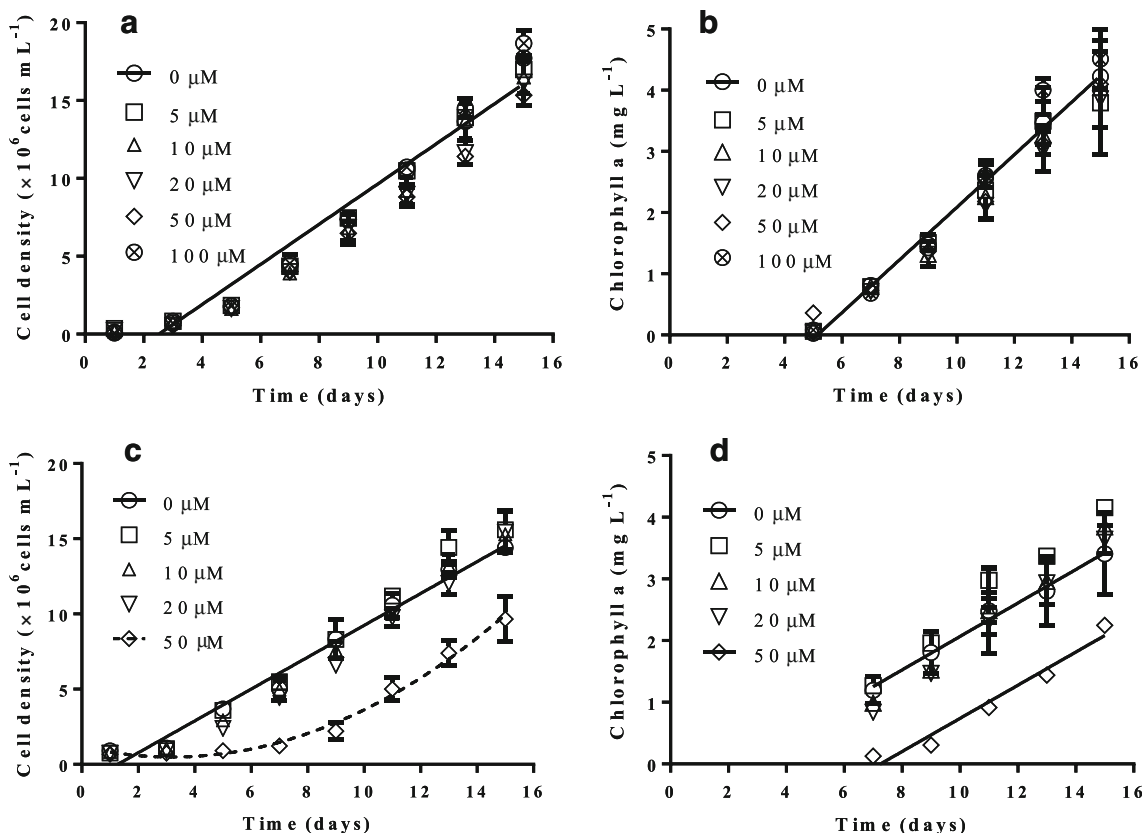 a
Cell density (×10⁶ cells mL⁻¹)
20
15
10
5
0
0 μM
5 μM
10 μM
20 μM
50 μM
100 μM
0 2 4 6 8 10 12 14 16
Time (days)
b
Chlorophyll a (mg L⁻¹)
5
4
3
2
1
0
0 μM
5 μM
10 μM
20 μM
50 μM
100 μM
0 2 4 6 8 10 12 14 16
Time (days)
c
Cell density (×10⁶ cells mL⁻¹)
20
15
10
5
0
0 μM
5 μM
10 μM
20 μM
50 μM
0 2 4 6 8 10 12 14 16
Time (days)
d
Chlorophyll a (mg L⁻¹)
5
4
3
2
1
0
0 μM
5 μM
10 μM
20 μM
50 μM
0 2 4 6 8 10 12 14 16
Time (days)